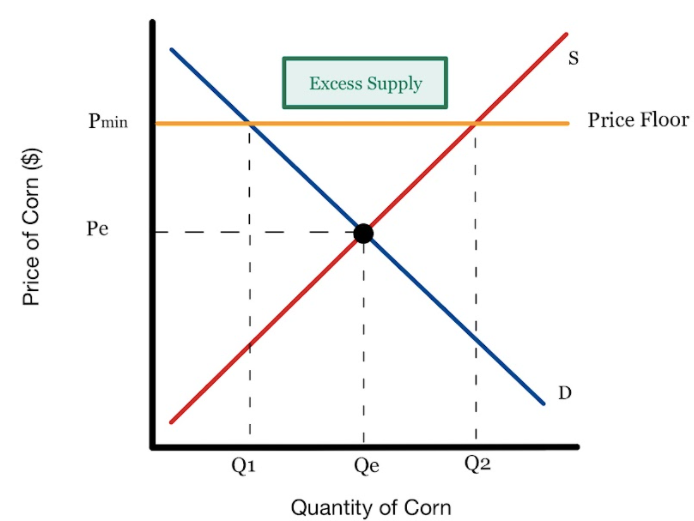 S
Excess Supply
Pmin
Price Floor
Pe
Price of Corn ($)
D
Q1
Qe
Q2
Quantity of Corn